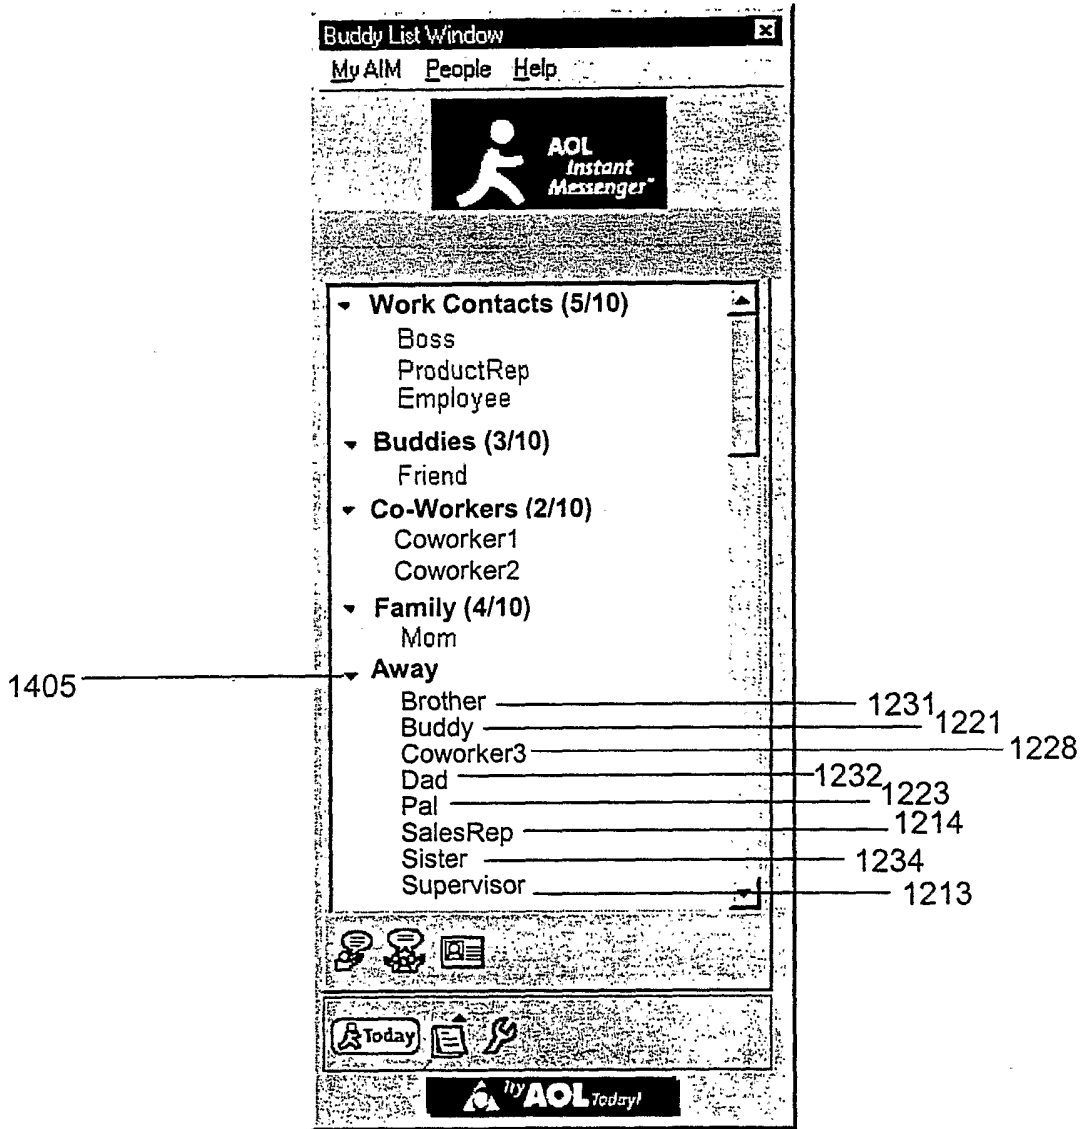 Buddy List Window
My AIM People Help
AOL
Instant
Messenger™
Work Contacts (5/10)
Boss
ProductRep
Employee
Buddies (3/10)
Friend
Co-Workers (2/10)
Coworker1
Coworker2
Family (4/10)
Mom
1405 Away
Brother 1231
Buddy 1221
Coworker3 1228
Dad 1232
Pal 1223
SalesRep 1214
Sister 1234
Supervisor 1213
Today
Try AOL Today!